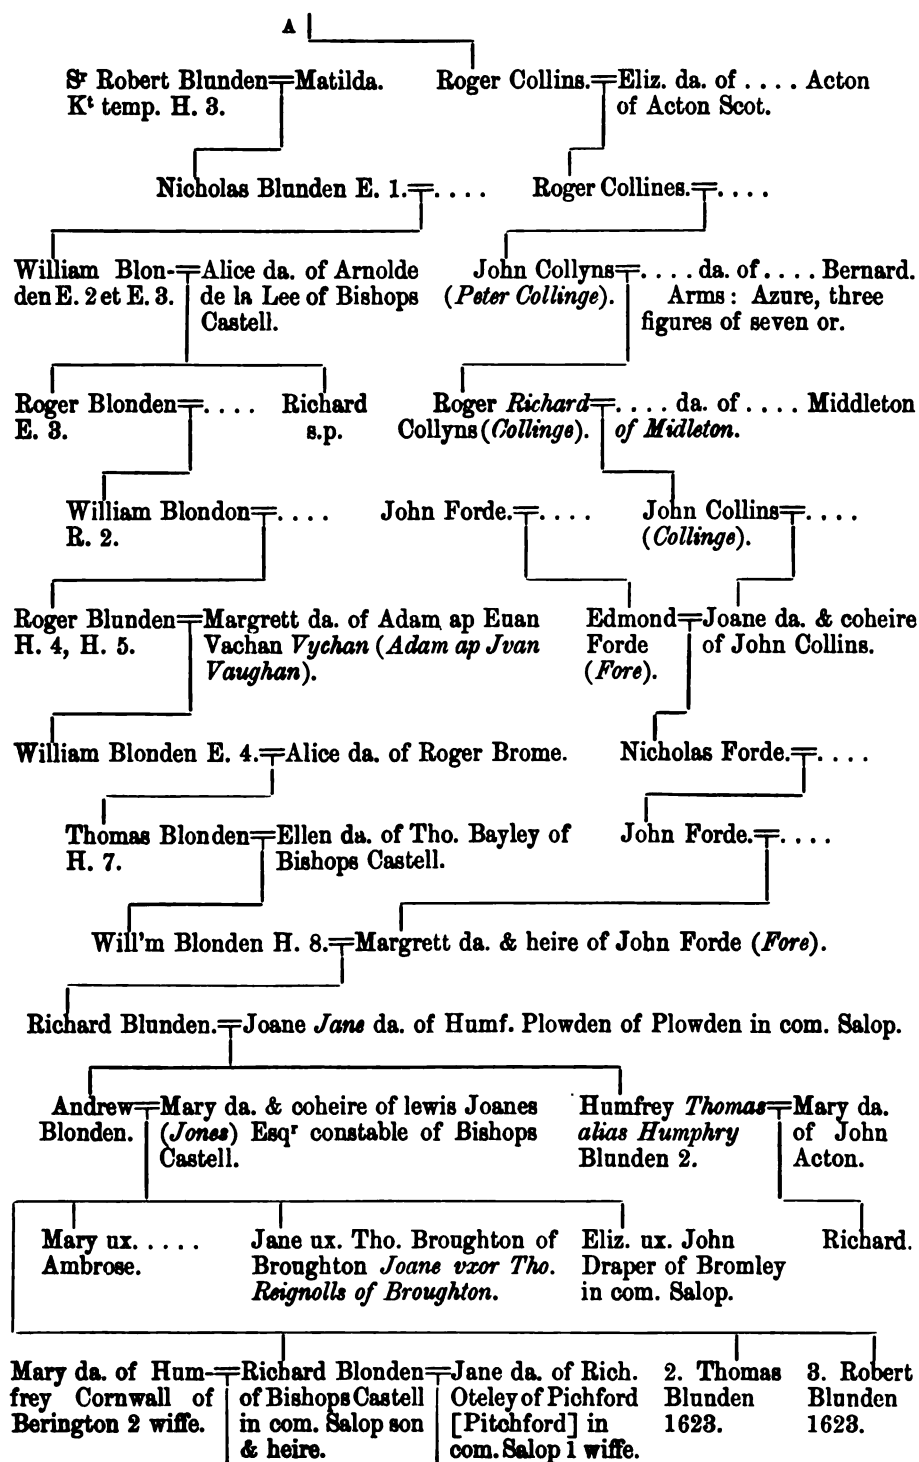 A
Sr Robert Blunden=Matilda. Roger Collins.=Eliz. da. of .... Acton
Kt temp. H. 3. of Acton Scot.
Nicholas Blunden E. 1.=.... Roger Collines.=....
William Blon-=Alice da. of Arnolde John Collyns=....da. of.... Bernard.
den E. 2 et E. 3. de la Lee of Bishops (Peter Collinge). Arms: Azure, three
Castell. figures of seven or.
Roger Blonden=.... Richard Roger Richard=.... da. of .... Middleton
E. 3. s.p. Collyns (Collinge). of Midleton.
William Blondon=.... John Forde.=.... John Collins=....
R. 2. (Collinge).
Roger Blunden=Margrett da. of Adam ap Euan Edmond=Joane da. & coheire
H. 4, H. 5. Vachan Vychan (Adam ap Jvan Forde of John Collins.
Vaughan). (Fore).
William Blonden E. 4.=Alice da. of Roger Brome. Nicholas Forde.=....
Thomas Blonden=Ellen da. of Tho. Bayley of John Forde.=....
H. 7. Bishops Castell.
Will'm Blonden H. 8.=Margrett da. & heire of John Forde (Fore).
Richard Blunden.=Joane Jane da. of Humf. Plowden of Plowden in com. Salop.
Andrew=Mary da. & coheire of lewis Joanes Humfrey Thomas=Mary da.
Blonden. (Jones) Esqr constable of Bishops alias Humphry of John
Castell. Blunden 2. Acton.
Mary ux. .... Jane ux. Tho. Broughton of Eliz. ux. John Richard.
Ambrose. Broughton Joane vxor Tho. Draper of Bromley
Reignolls of Broughton. in com. Salop.
Mary da. of Hum-=Richard Blonden=Jane da. of Rich. 2. Thomas 3. Robert
frey Cornwall of of Bishops Castell Oteley of Pichford Blunden Blunden
Berington 2 wiffe. in com. Salop son [Pitchford] in 1623. 1623.
& heire. com. Salop 1 wiffe.